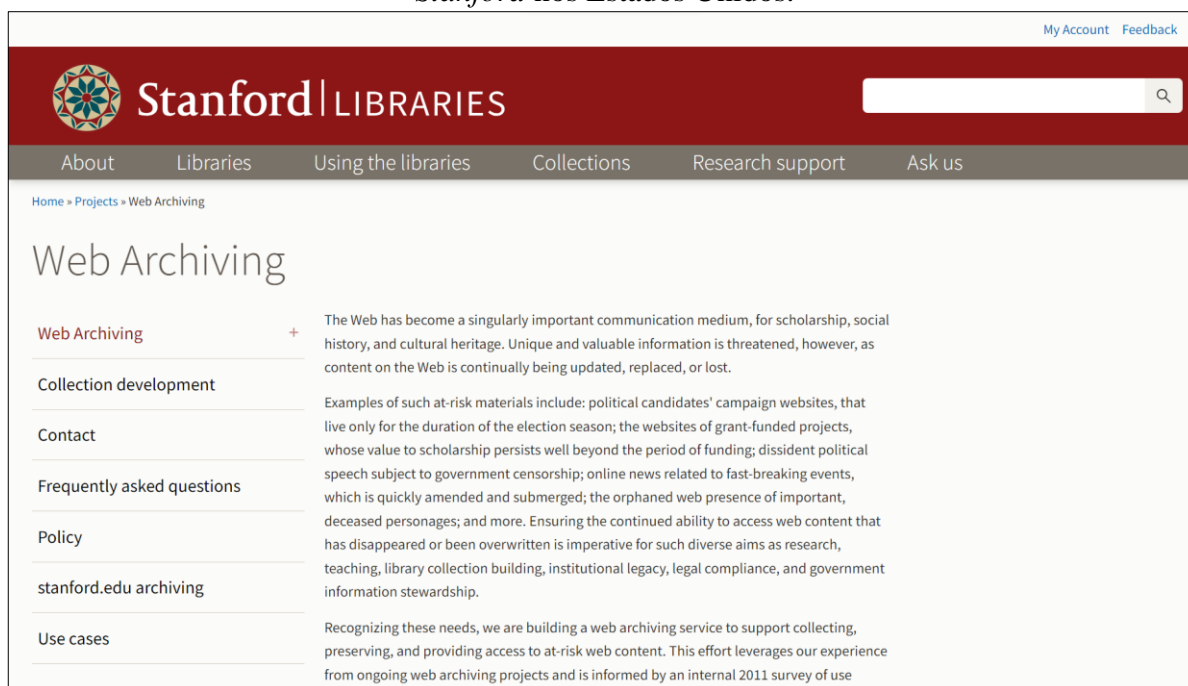 Stanford nos Estados Unidos.
My Account Feedback
Stanford LIBRARIES
About Libraries Using the libraries Collections Research support Ask us
Home » Projects » Web Archiving
Web Archiving
Web Archiving +
Collection development
Contact
Frequently asked questions
Policy
stanford.edu archiving
Use cases
The Web has become a singularly important communication medium, for scholarship, social
history, and cultural heritage. Unique and valuable information is threatened, however, as
content on the Web is continually being updated, replaced, or lost.
Examples of such at-risk materials include: political candidates' campaign websites, that
live only for the duration of the election season; the websites of grant-funded projects,
whose value to scholarship persists well beyond the period of funding; dissident political
speech subject to government censorship; online news related to fast-breaking events,
which is quickly amended and submerged; the orphaned web presence of important,
deceased personages; and more. Ensuring the continued ability to access web content that
has disappeared or been overwritten is imperative for such diverse aims as research,
teaching, library collection building, institutional legacy, legal compliance, and government
information stewardship.
Recognizing these needs, we are building a web archiving service to support collecting,
preserving, and providing access to at-risk web content. This effort leverages our experience
from ongoing web archiving projects and is informed by an internal 2011 survey of use